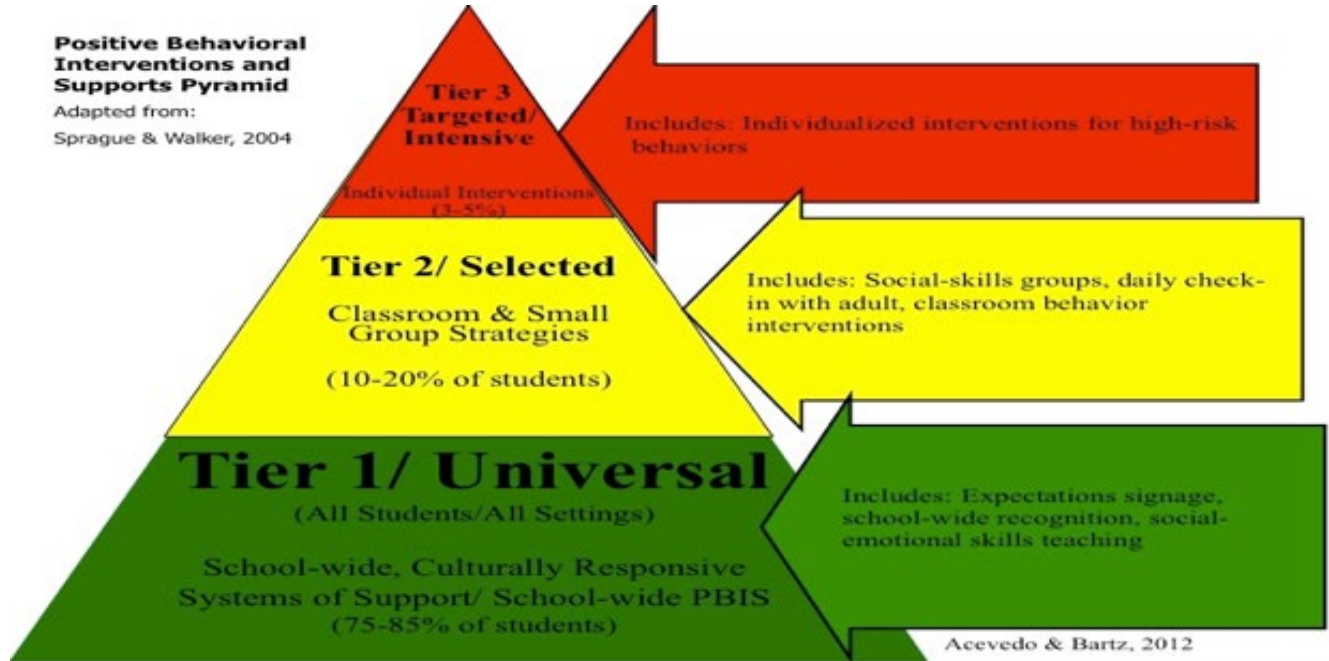 Positive Behavioral
Interventions and
Supports Pyramid
Adapted from:
Sprague & Walker, 2004
Tier 3
Targeted/
Intensive
Individual Interventions
(3-5%)
Includes: Individualized interventions for high-risk
behaviors
Tier 2/ Selected
Classroom & Small
Group Strategies
(10-20% of students)
Includes: Social-skills groups, daily check-
in with adult, classroom behavior
interventions
Tier 1/ Universal
(All Students/All Settings)
School-wide, Culturally Responsive
Systems of Support/ School-wide PBIS
(75-85% of students)
Includes: Expectations signage,
school-wide recognition, social-
emotional skills teaching
Acevedo & Bartz, 2012